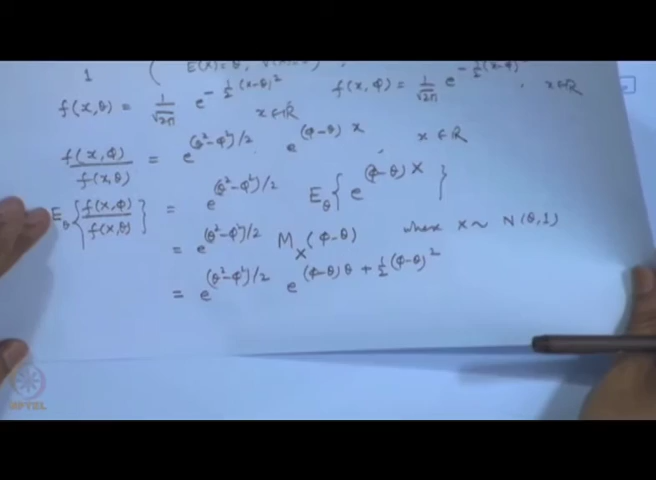 E(X)=θ, V(X)=
1
f(x,θ) = 1/√2π e^{-½(x-θ)²} x∈ℝ f(x,φ) = 1/√2π e^{-½(x-φ)²}, x∈ℝ
f(x,φ)/f(x,θ) = e^{(θ²-φ²)/2} e^{(φ-θ)x}, x∈ℝ
E_θ{f(x,φ)/f(x,θ)} = e^{(θ²-φ²)/2} E_θ{e^{(φ-θ)X}}
= e^{(θ²-φ²)/2} M_X(φ-θ) where X ~ N(θ,1)
= e^{(θ²-φ²)/2} e^{(φ-θ)θ + ½(φ-θ)²}
NPTEL